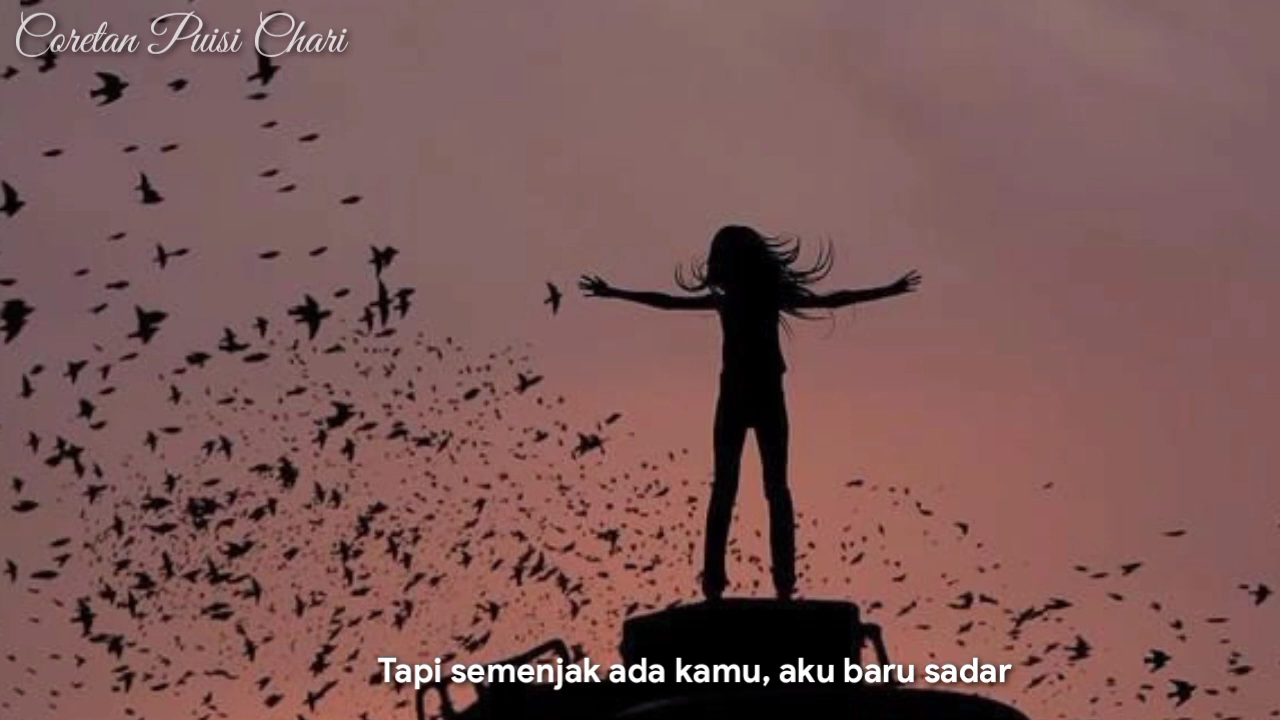 Coretan Puisi Chari
Tapi semenjak ada kamu, aku baru sadar